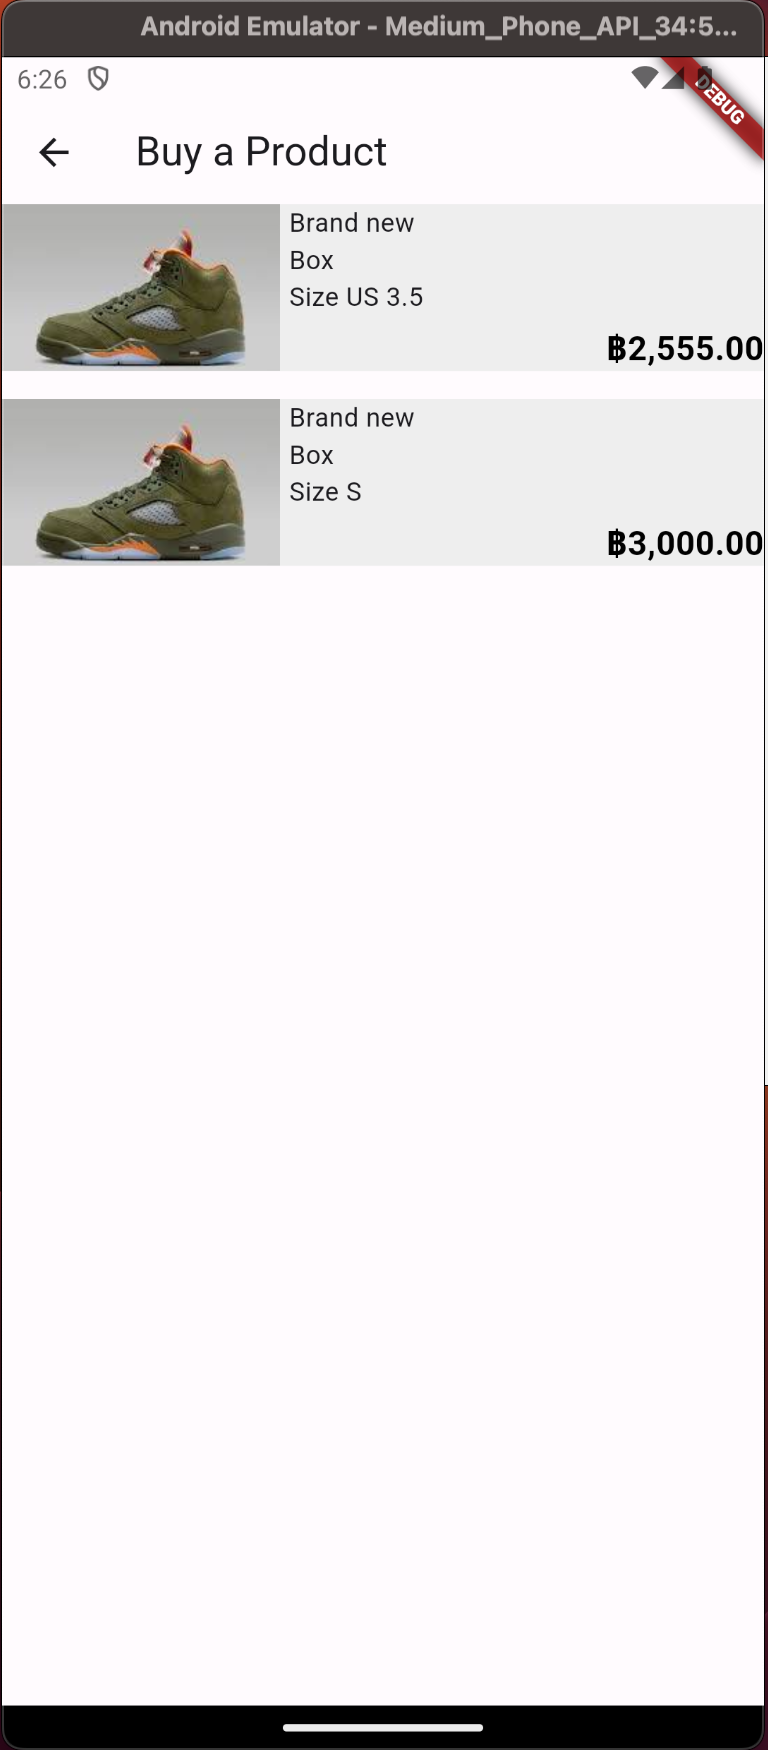 Android Emulator - Medium_Phone_API_34:5...
6:26
DEBUG
Buy a Product
Brand new
Box
Size US 3.5
฿2,555.00
Brand new
Box
Size S
฿3,000.00